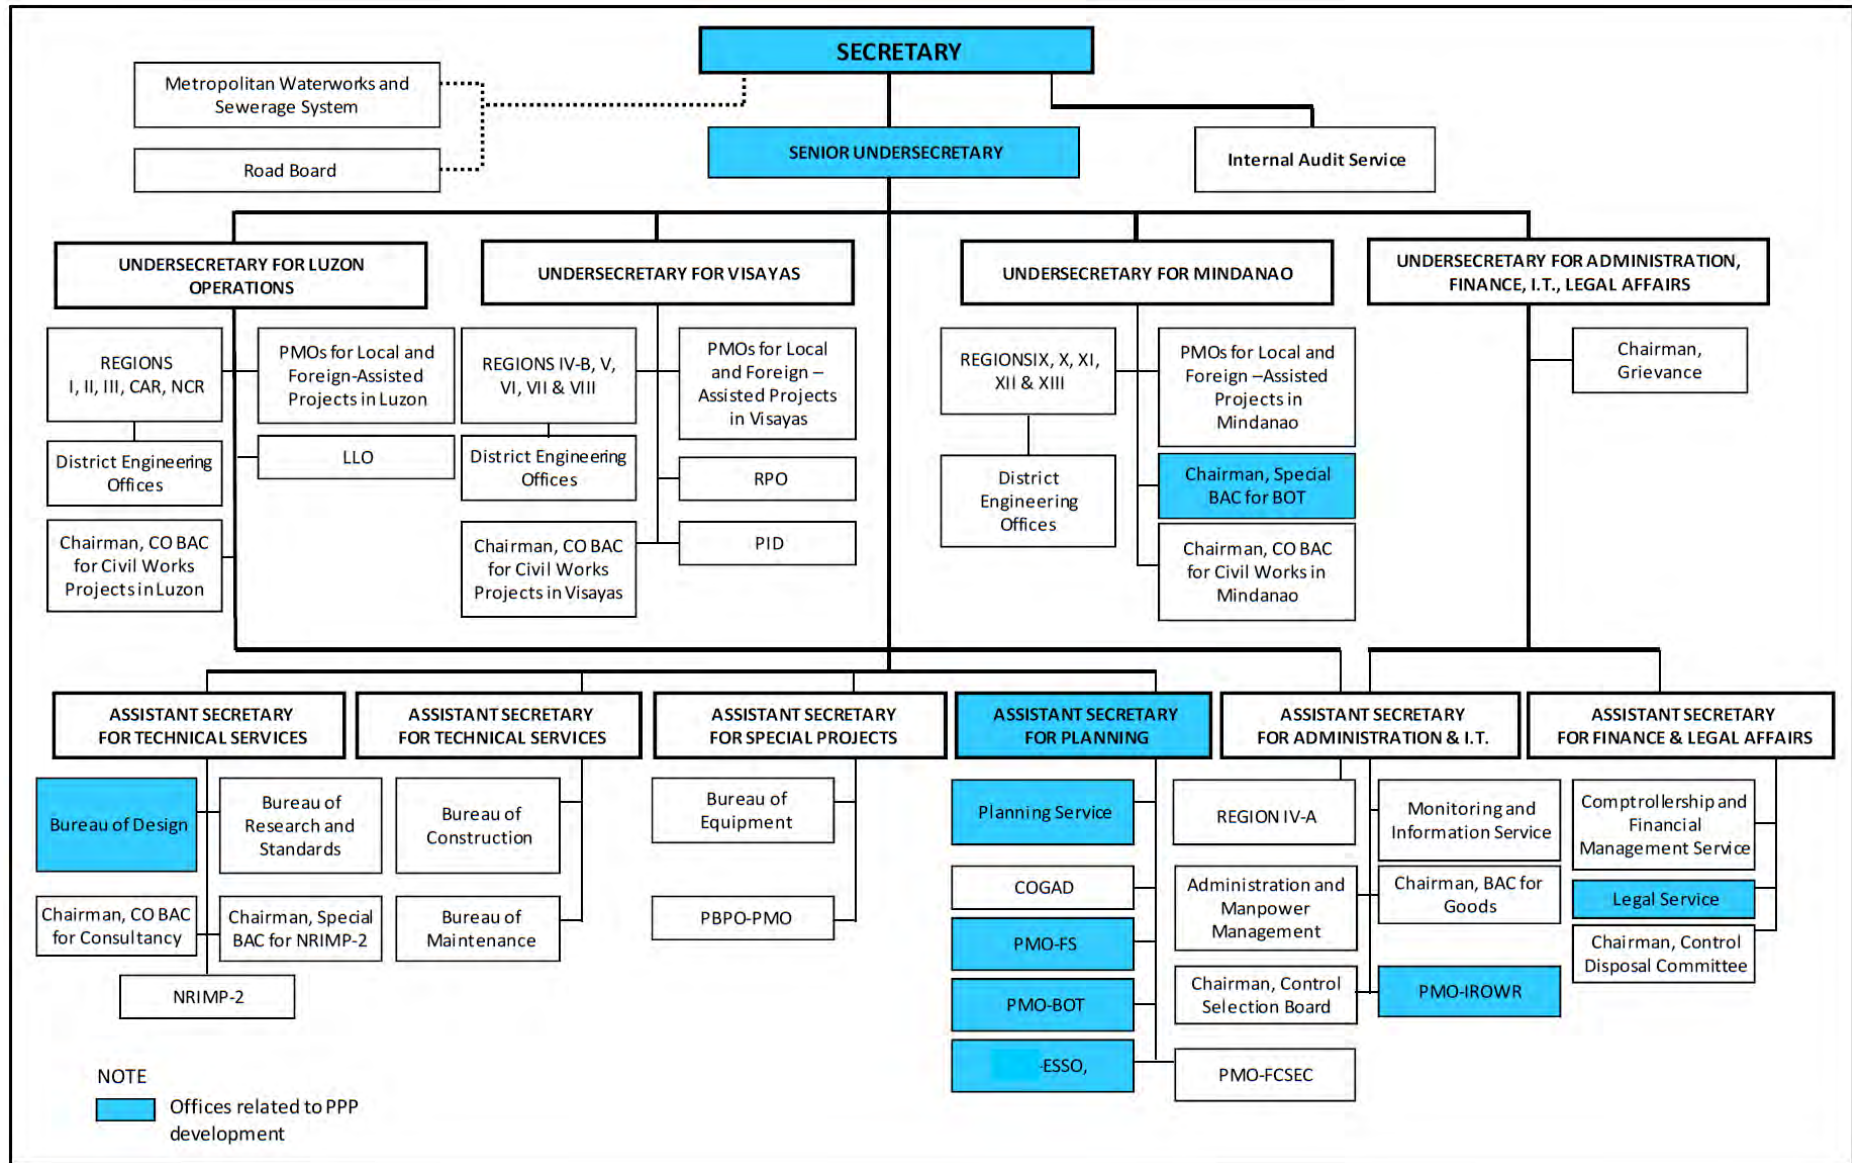 SECRETARY
Metropolitan Waterworks and
Sewerage System
Road Board
SENIOR UNDERSECRETARY
Internal Audit Service
UNDERSECRETARY FOR LUZON
OPERATIONS
UNDERSECRETARY FOR VISAYAS
UNDERSECRETARY FOR MINDANAO
UNDERSECRETARY FOR ADMINISTRATION,
FINANCE, I.T., LEGAL AFFAIRS
REGIONS
I, II, III, CAR, NCR
PMOs for Local and
Foreign-Assisted
Projects in Luzon
District Engineering
Offices
LLO
Chairman, CO BAC
for Civil Works
Projects in Luzon
REGIONS IV-B, V,
VI, VII & VIII
PMOs for Local
and Foreign –
Assisted Projects
in Visayas
District Engineering
Offices
RPO
Chairman, CO BAC
for Civil Works
Projects in Visayas
PID
REGIONSIX, X, XI,
XII & XIII
PMOs for Local and
Foreign –Assisted
Projects in
Mindanao
District
Engineering
Offices
Chairman, Special
BAC for BOT
Chairman, CO BAC
for Civil Works in
Mindanao
Chairman,
Grievance
ASSISTANT SECRETARY
FOR TECHNICAL SERVICES
ASSISTANT SECRETARY
FOR TECHNICAL SERVICES
ASSISTANT SECRETARY
FOR SPECIAL PROJECTS
ASSISTANT SECRETARY
FOR PLANNING
ASSISTANT SECRETARY
FOR ADMINISTRATION & I.T.
ASSISTANT SECRETARY
FOR FINANCE & LEGAL AFFAIRS
Bureau of Design
Bureau of
Research and
Standards
Chairman, CO BAC
for Consultancy
Chairman, Special
BAC for NRIMP-2
NRIMP-2
Bureau of
Construction
Bureau of
Maintenance
Bureau of
Equipment
PBPO-PMO
Planning Service
COGAD
PMO-FS
PMO-BOT
-ESSO,
PMO-FCSEC
REGION IV-A
Monitoring and
Information Service
Administration and
Manpower
Management
Chairman, BAC for
Goods
Chairman, Control
Selection Board
PMO-IROWR
Comptrollership and
Financial
Management Service
Legal Service
Chairman, Control
Disposal Committee
NOTE
Offices related to PPP
development